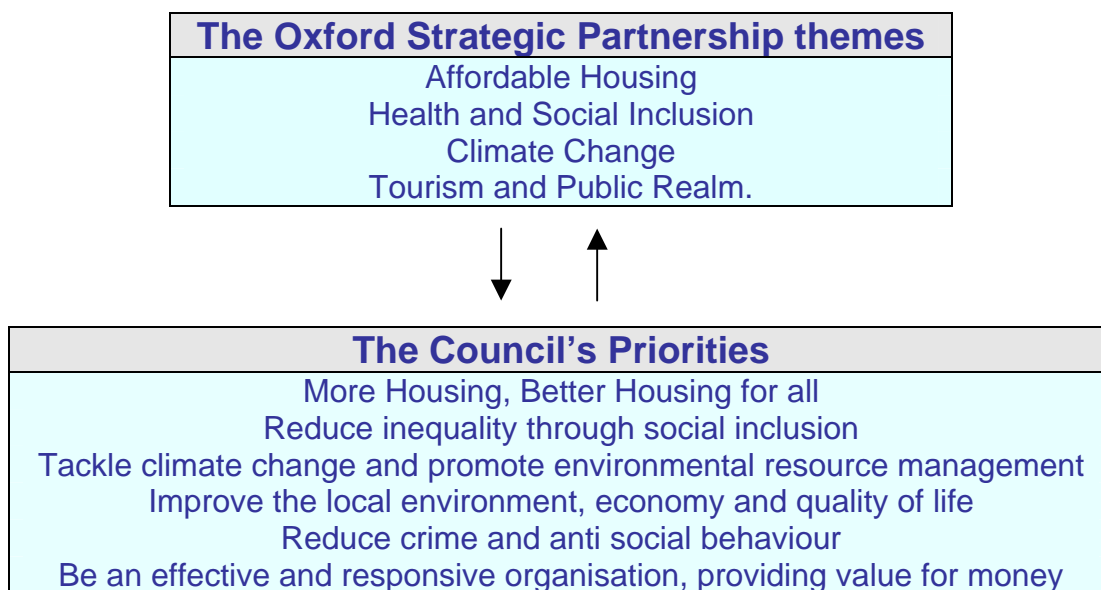 The Oxford Strategic Partnership themes
Affordable Housing
Health and Social Inclusion
Climate Change
Tourism and Public Realm.
The Council's Priorities
More Housing, Better Housing for all
Reduce inequality through social inclusion
Tackle climate change and promote environmental resource management
Improve the local environment, economy and quality of life
Reduce crime and anti social behaviour
Be an effective and responsive organisation, providing value for money